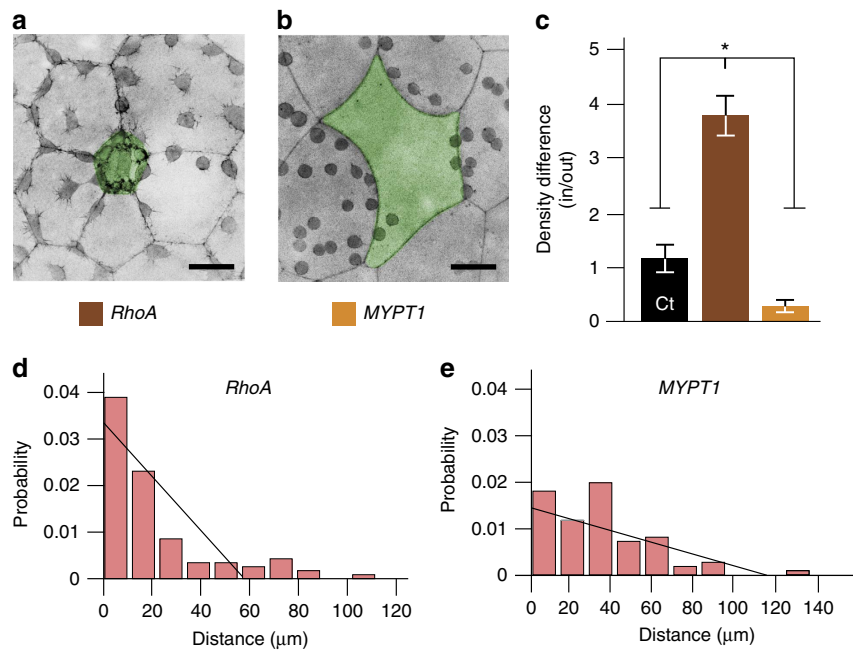 a
b
RhoA
MYPT1
c
Density difference
(in/out)
5
4
3
2
1
0
*
Ct
d
RhoA
Probability
0.04
0.03
0.02
0.01
0
0 20 40 60 80 100 120
Distance (μm)
e
MYPT1
Probability
0.04
0.03
0.02
0.01
0
0 20 40 60 80 100 120 140
Distance (μm)